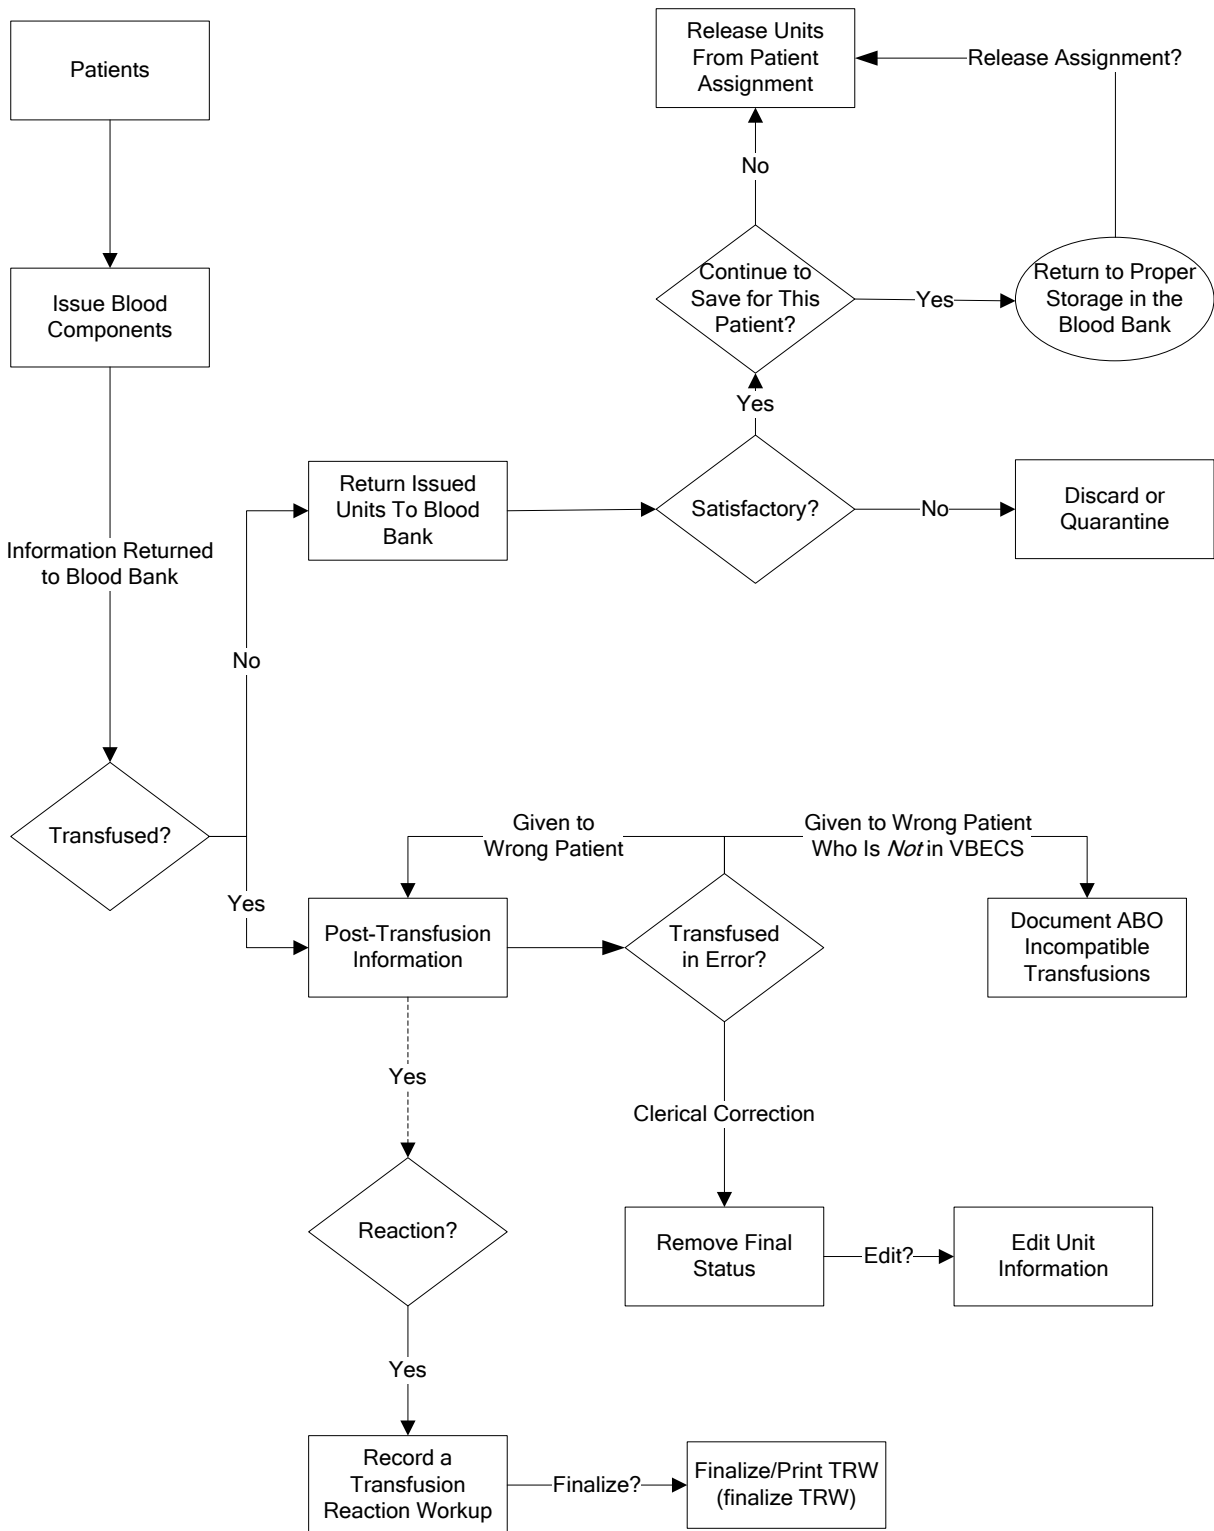 Patients
Release Units
From Patient
Assignment
Release Assignment?
No
Issue Blood
Components
Continue to
Save for This
Patient?
Yes
Return to Proper
Storage in the
Blood Bank
Yes
Return Issued
Units To Blood
Bank
Satisfactory?
No
Discard or
Quarantine
Information Returned
to Blood Bank
No
Transfused?
Yes
Given to
Wrong Patient
Given to Wrong Patient
Who Is Not in VBECS
Post-Transfusion
Information
Transfused
in Error?
Document ABO
Incompatible
Transfusions
Yes
Clerical Correction
Reaction?
Remove Final
Status
Edit?
Edit Unit
Information
Yes
Record a
Transfusion
Reaction Workup
Finalize?
Finalize/Print TRW
(finalize TRW)